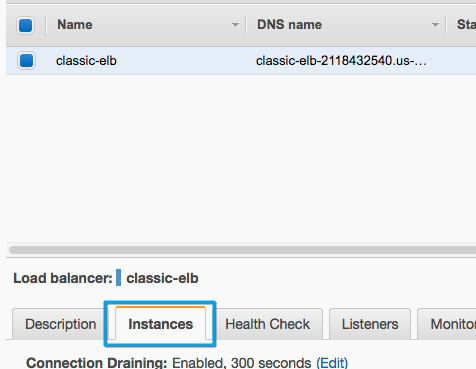 Name DNS name Sta
classic-elb classic-elb-2118432540.us-...
Load balancer: classic-elb
Description Instances Health Check Listeners Monitor
Connection Draining: Enabled, 300 seconds (Edit)